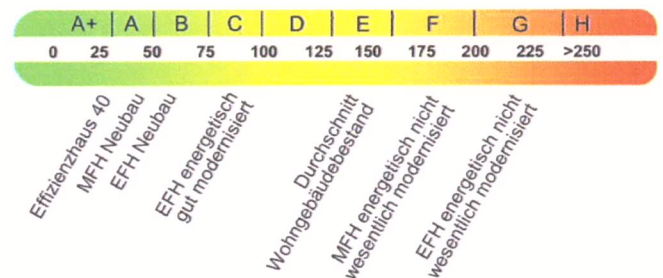 A+ A B C D E F G H
0 25 50 75 100 125 150 175 200 225 >250
Effizienzhaus 40
MFH Neubau
EFH Neubau
EFH energetisch
gut modernisiert
Durchschnitt
Wohngebäudebestand
MFH energetisch nicht
wesentlich modernisiert
EFH energetisch nicht
wesentlich modernisiert